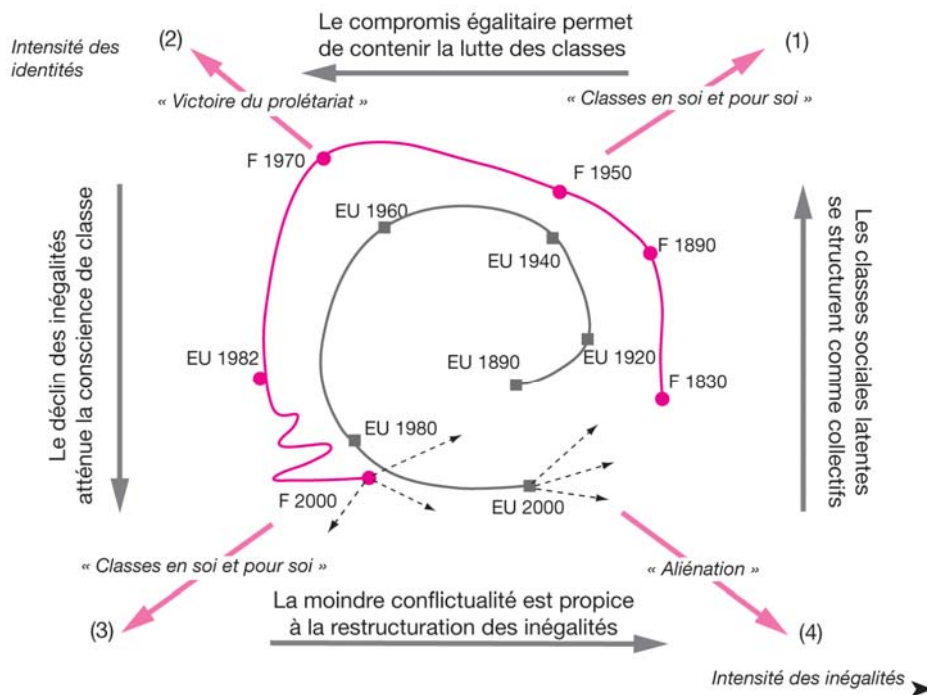 Le compromis égalitaire permet
de contenir la lutte des classes
Intensité des
identités
(2)
(1)
« Victoire du prolétariat »
« Classes en soi et pour soi »
F 1970
F 1950
EU 1960
EU 1940
F 1890
Le déclin des inégalités
atténue la conscience de classe
Les classes sociales latentes
se structurent comme collectifs
EU 1982
EU 1890
EU 1920
F 1830
EU 1980
F 2000
EU 2000
« Classes en soi et pour soi »
« Aliénation »
(3)
La moindre conflictualité est propice
à la restructuration des inégalités
(4)
Intensité des inégalités